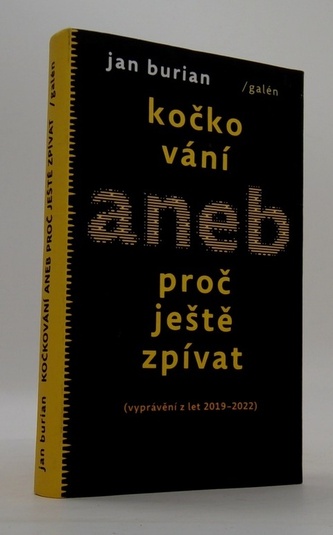 jan burian
/galén
kočko
vání
aneb
proč
ještě
zpívat
(vyprávění z let 2019–2022)
jan burian KOČKOVÁNÍ ANEB PROČ JEŠTĚ ZPÍVAT /galén